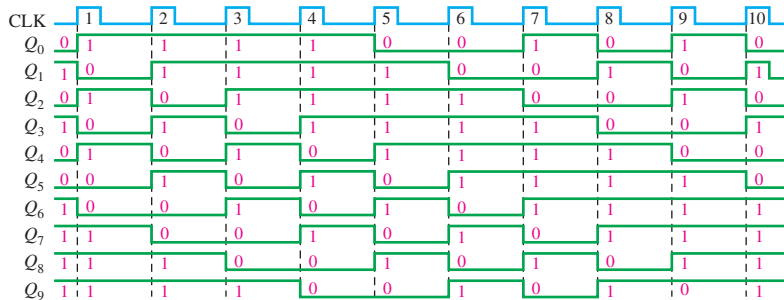 CLK 1 2 3 4 5 6 7 8 9 10
Q0 0 1 1 1 1 0 0 1 0 1 0
Q1 1 0 1 1 1 1 0 0 1 0 1
Q2 0 1 0 1 1 1 1 0 0 1 0
Q3 1 0 1 0 1 1 1 1 0 0 1
Q4 0 1 0 1 0 1 1 1 1 0 0
Q5 0 0 1 0 1 0 1 1 1 1 0
Q6 1 0 0 1 0 1 0 1 1 1 1
Q7 1 1 0 0 1 0 1 0 1 1 1
Q8 1 1 1 0 0 1 0 1 0 1 1
Q9 1 1 1 1 0 0 1 0 1 0 1